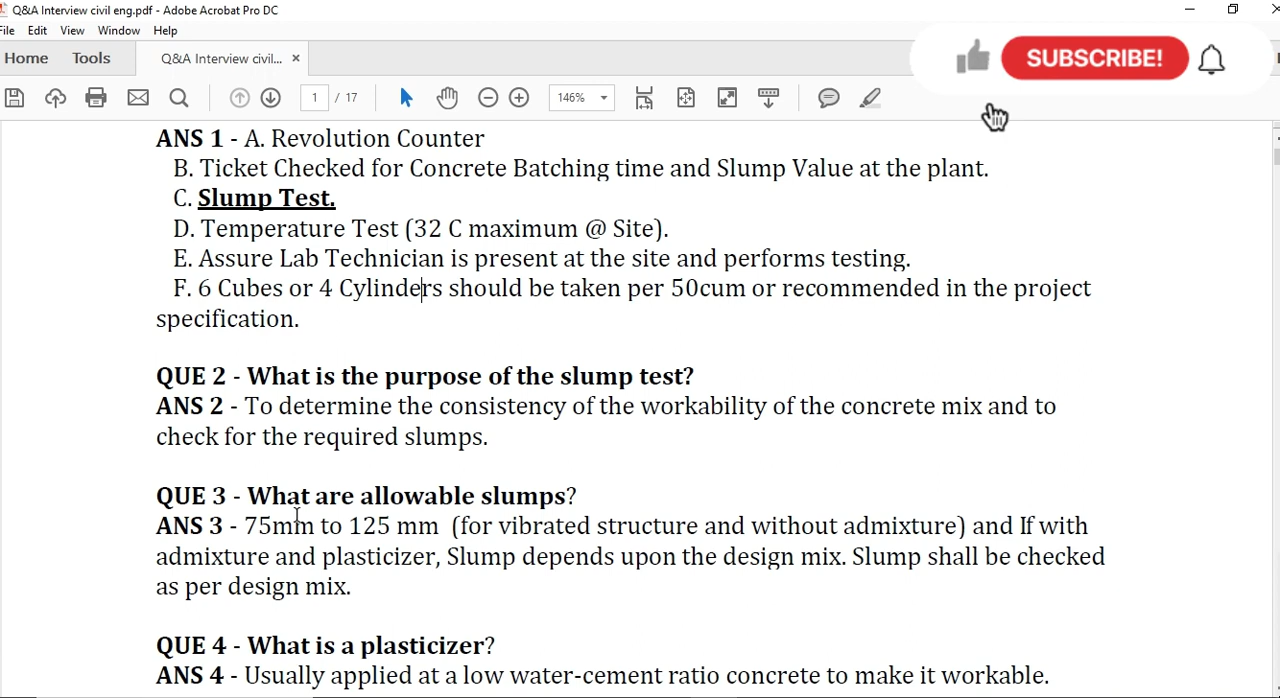 Q&A Interview civil eng.pdf - Adobe Acrobat Pro DC
File Edit View Window Help
Home Tools Q&A Interview civil... ×
SUBSCRIBE!
1 / 17 146%
ANS 1 - A. Revolution Counter
B. Ticket Checked for Concrete Batching time and Slump Value at the plant.
C. Slump Test.
D. Temperature Test (32 C maximum @ Site).
E. Assure Lab Technician is present at the site and performs testing.
F. 6 Cubes or 4 Cylinders should be taken per 50cum or recommended in the project
specification.
QUE 2 - What is the purpose of the slump test?
ANS 2 - To determine the consistency of the workability of the concrete mix and to
check for the required slumps.
QUE 3 - What are allowable slumps?
ANS 3 - 75mm to 125 mm (for vibrated structure and without admixture) and If with
admixture and plasticizer, Slump depends upon the design mix. Slump shall be checked
as per design mix.
QUE 4 - What is a plasticizer?
ANS 4 - Usually applied at a low water-cement ratio concrete to make it workable.